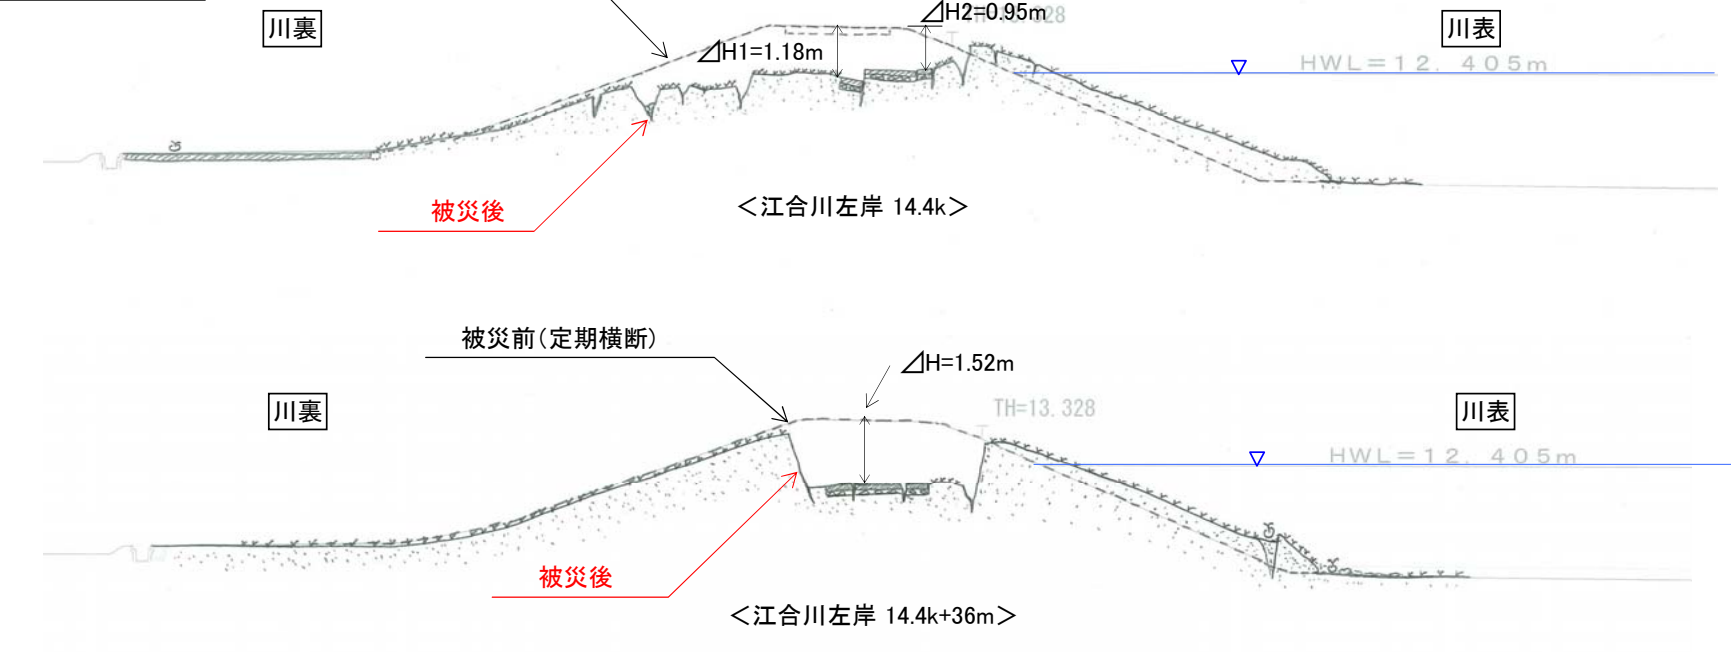 ⊿H2=0.95m
川裏
川表
⊿H1=1.18m
HWL=12.405m
被災後
＜江合川左岸 14.4k＞
被災前(定期横断)
⊿H=1.52m
川裏
TH=13.328
川表
HWL=12.405m
被災後
＜江合川左岸 14.4k+36m＞